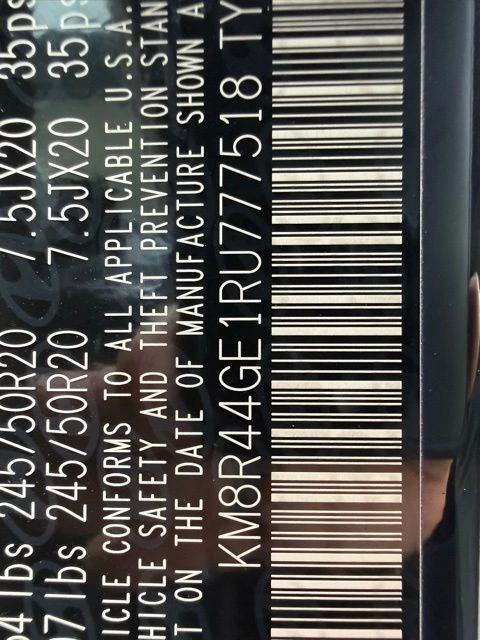 lbs 245/50R20 7.5JX20 35ps
7 lbs 245/50R20 7.5JX20 35ps
ICLE CONFORMS TO ALL APPLICABLE U.S.A.
HICLE SAFETY AND THEFT PREVENTION STAN
T ON THE DATE OF MANUFACTURE SHOWN A
KM8R44GE1RU777518 TY